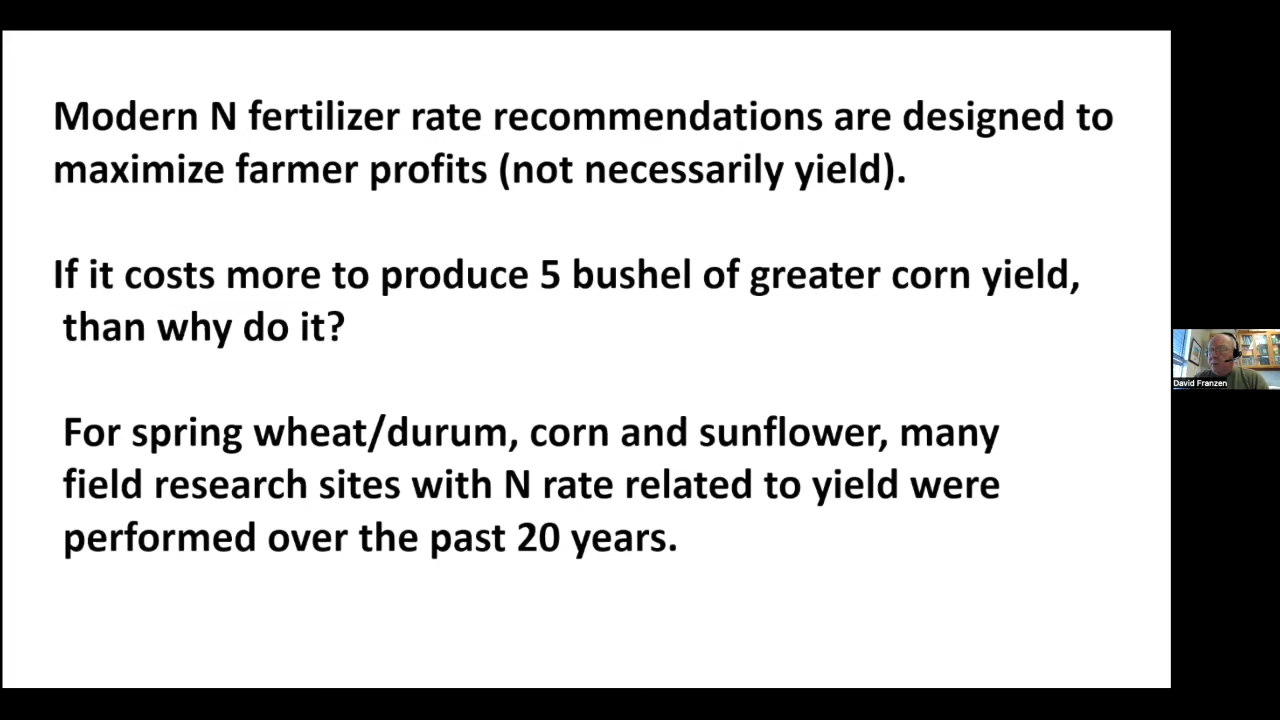 Modern N fertilizer rate recommendations are designed to
maximize farmer profits (not necessarily yield).
If it costs more to produce 5 bushel of greater corn yield,
than why do it?
For spring wheat/durum, corn and sunflower, many
field research sites with N rate related to yield were
performed over the past 20 years.
David Franzen